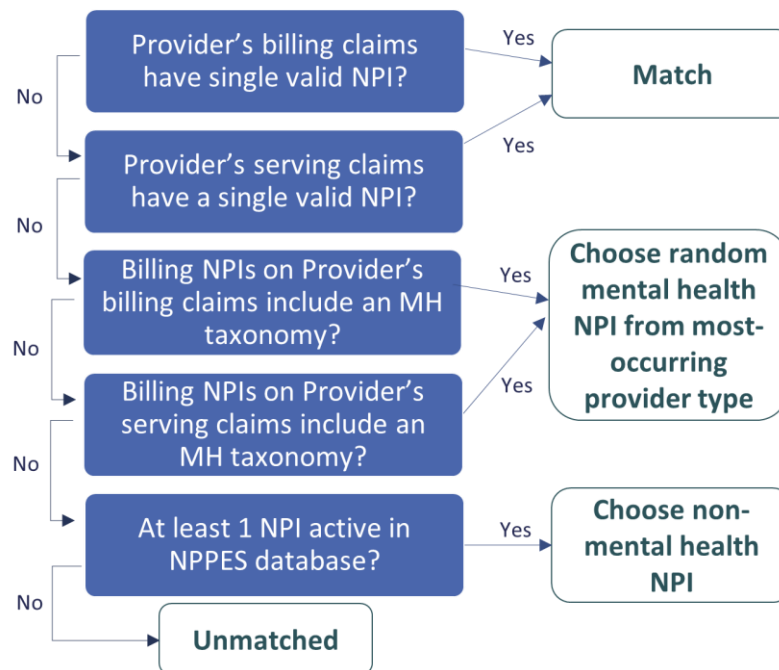 Provider's billing claims
have single valid NPI?
Yes
Match
No
Yes
Provider's serving claims
have a single valid NPI?
No
Billing NPIs on Provider's
billing claims include an MH
taxonomy?
Yes
Choose random
mental health
NPI from most-
occurring
provider type
No
Billing NPIs on Provider's
serving claims include an
MH taxonomy?
Yes
No
At least 1 NPI active in
NPPES database?
Yes
Choose non-
mental health
NPI
No
Unmatched